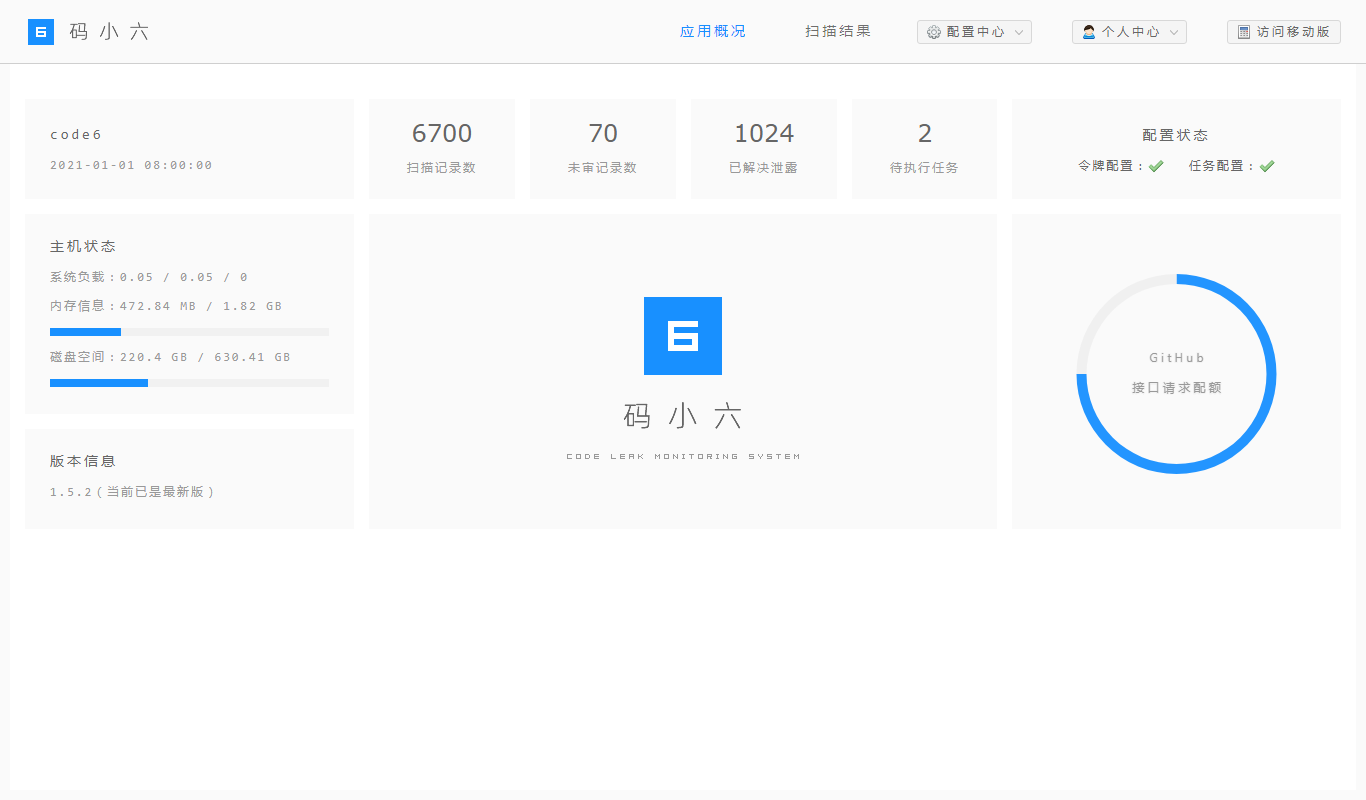 6 码小六
应用概况
扫描结果
配置中心
个人中心
访问移动版
code6
2021-01-01 08:00:00
6700
扫描记录数
70
未审记录数
1024
已解决泄露
2
待执行任务
配置状态
令牌配置：
任务配置：
主机状态
系统负载：0.05 / 0.05 / 0
内存信息：472.84 MB / 1.82 GB
磁盘空间：220.4 GB / 630.41 GB
版本信息
1.5.2 ( 当前已是最新版 )
6
码小六
CODE LEAK MONITORING SYSTEM
GitHub
接口请求配额